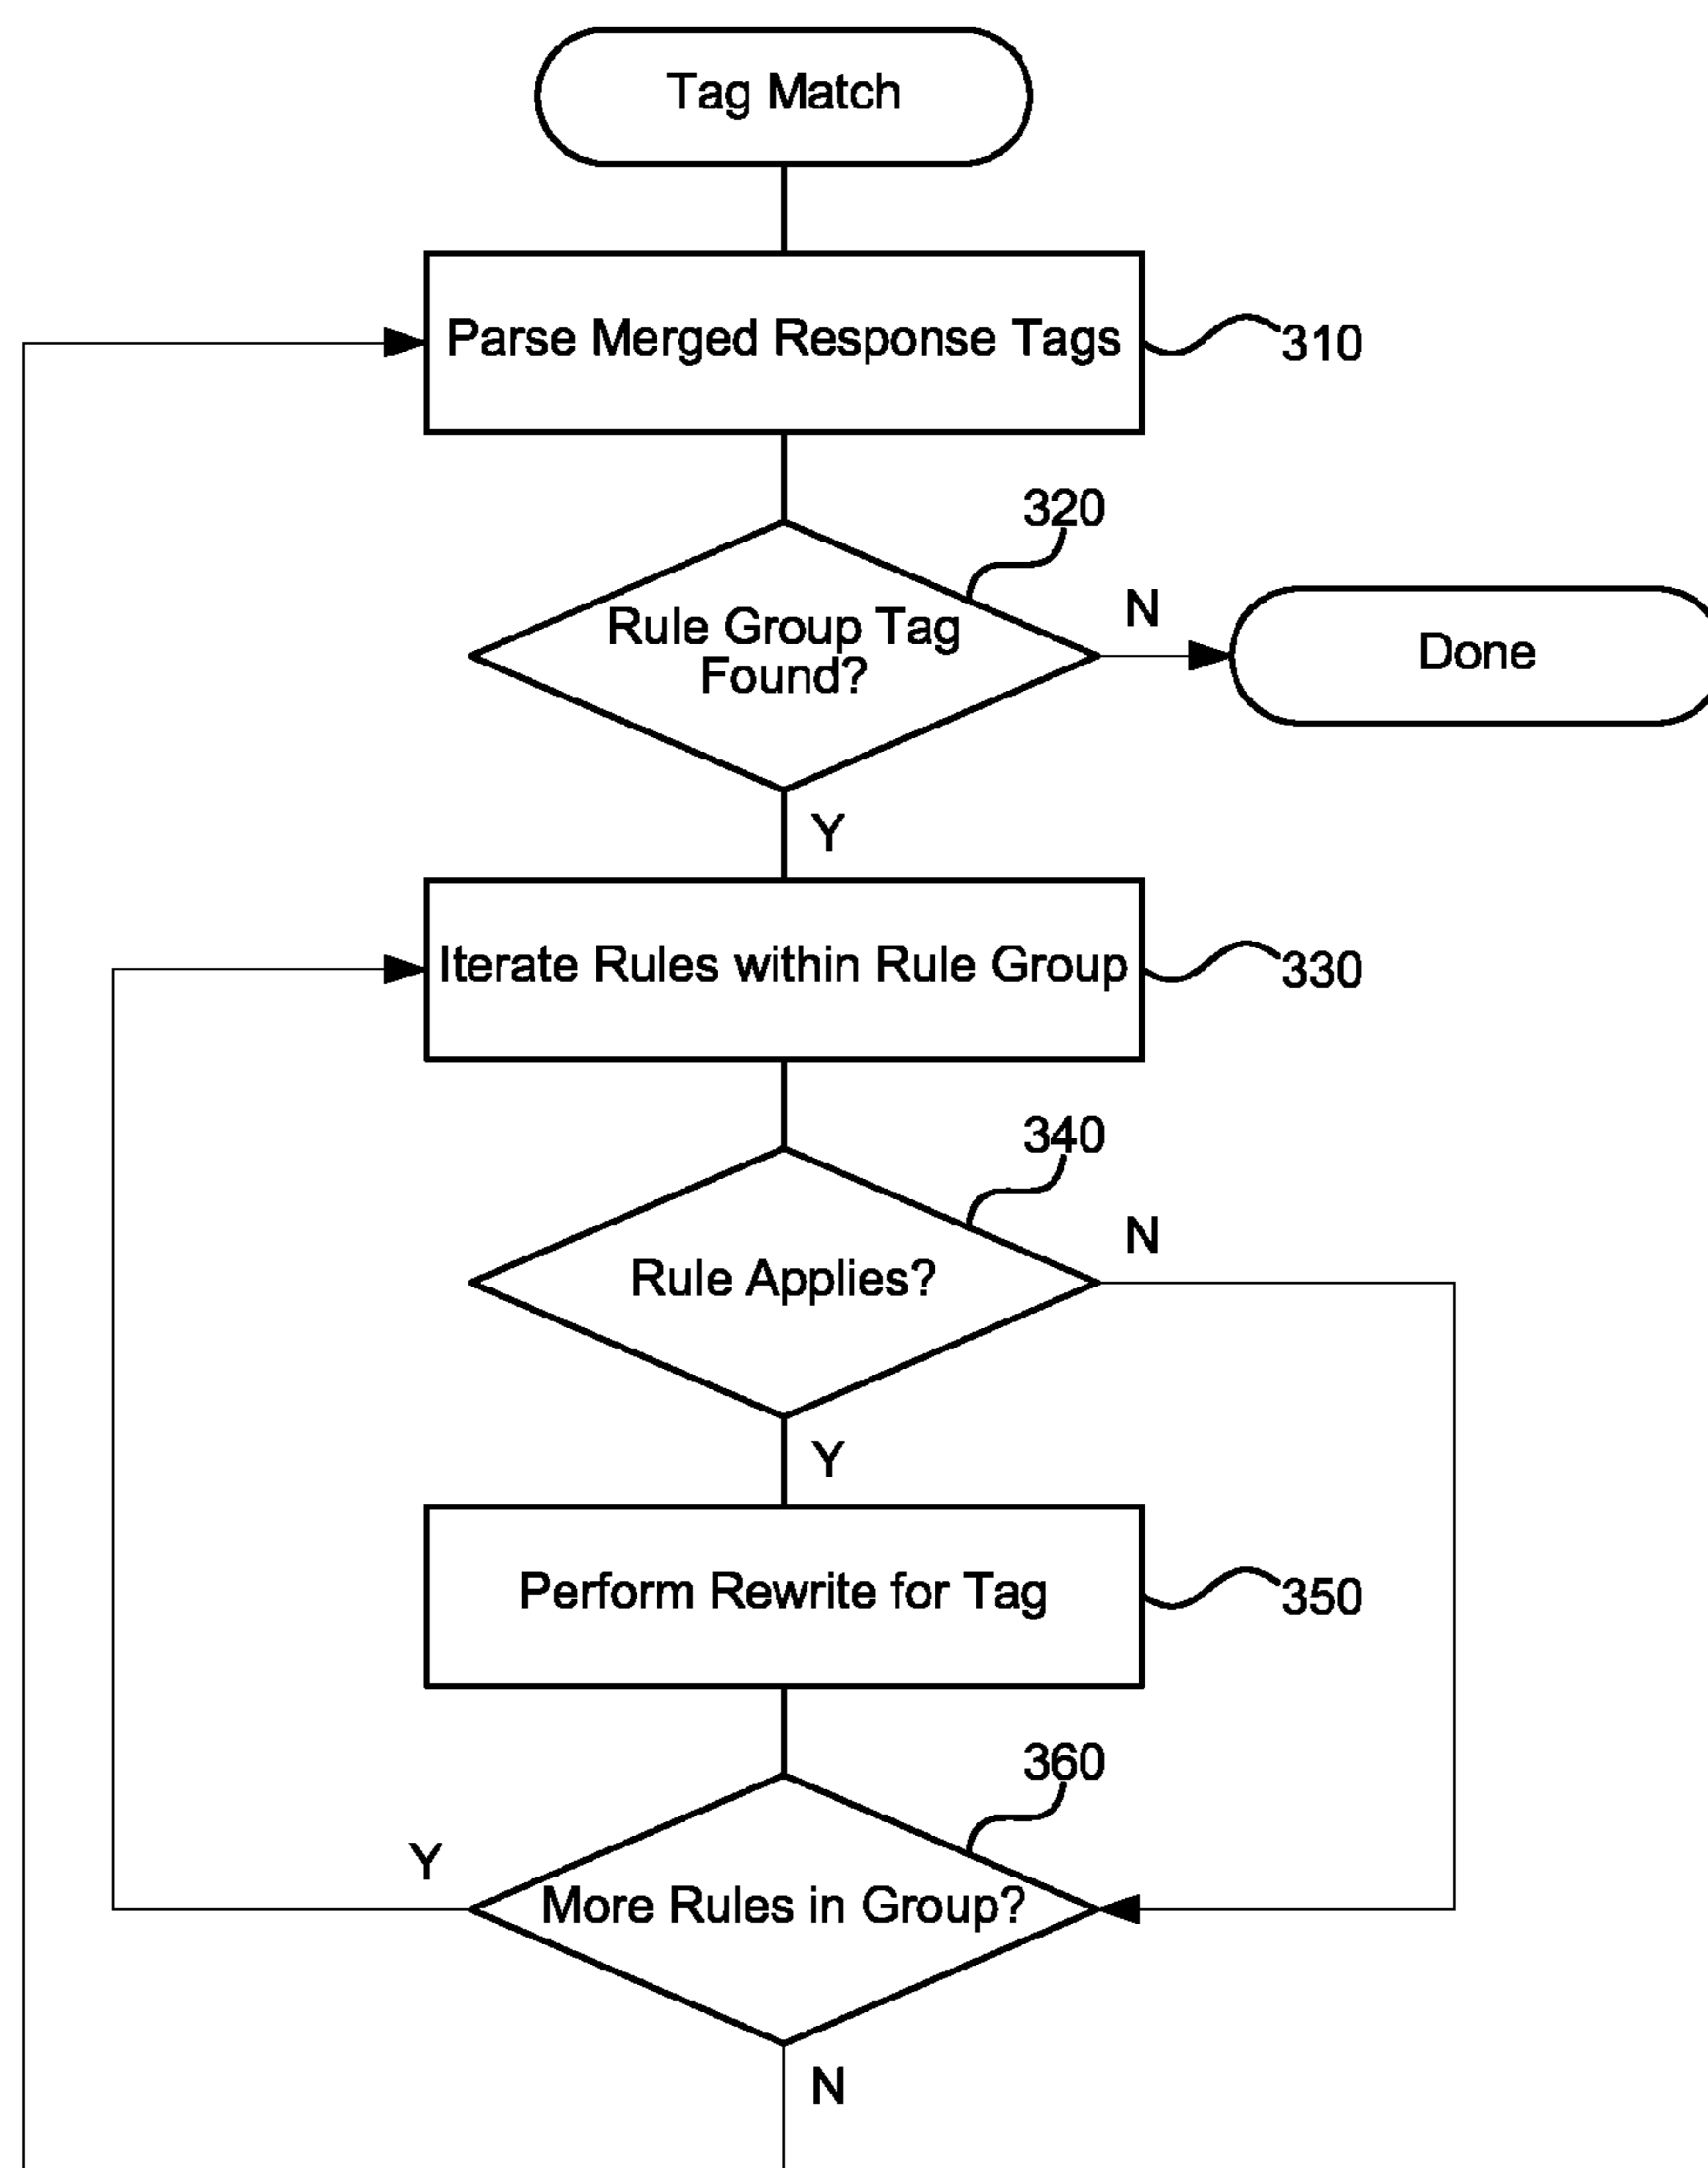 Tag Match
Parse Merged Response Tags
310
320
Rule Group Tag
Found?
N
Done
Y
Iterate Rules within Rule Group
330
340
N
Rule Applies?
Y
Perform Rewrite for Tag
350
360
Y
More Rules in Group?
N